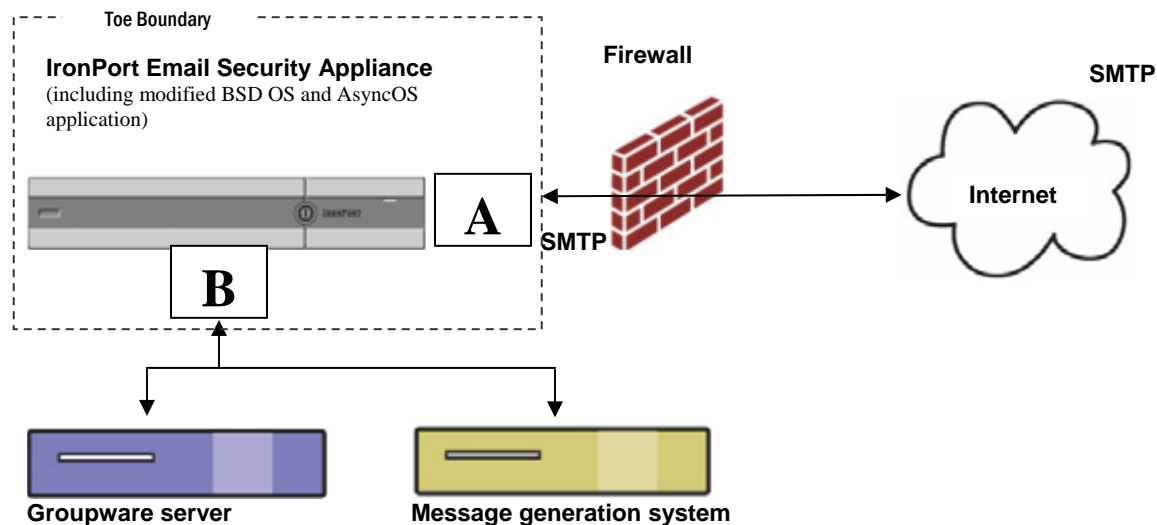 Toe Boundary
IronPort Email Security Appliance
(including modified BSD OS and AsyncOS
application)
Firewall
SMTP
IRONPORT
A
Internet
SMTP
B
Groupware server
Message generation system